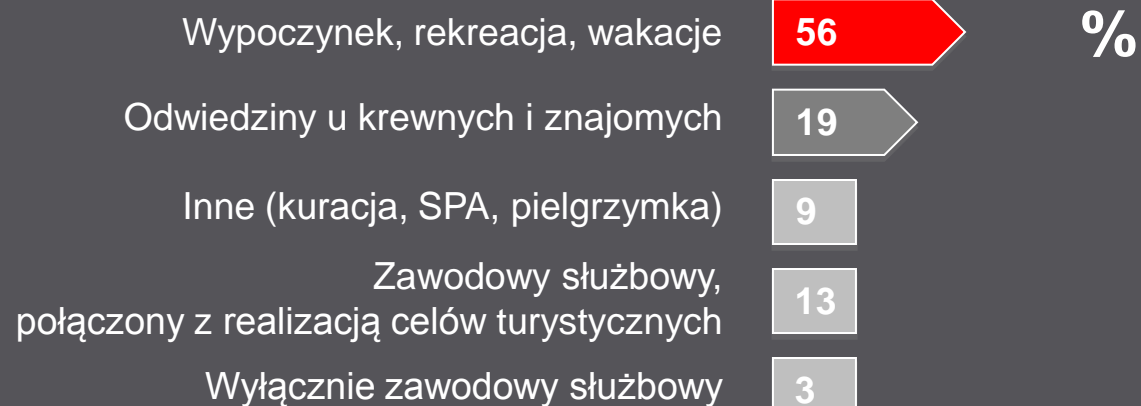 Wypoczynek, rekreacja, wakacje 56 %
Odwiedziny u krewnych i znajomych 19
Inne (kuracja, SPA, pielgrzymka) 9
Zawodowy służbowy,
połączony z realizacją celów turystycznych 13
Wyłącznie zawodowy służbowy 3